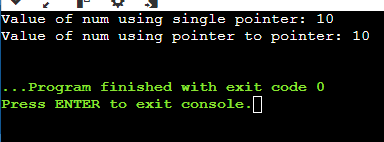 Value of num using single pointer: 10
Value of num using pointer to pointer: 10
...Program finished with exit code 0
Press ENTER to exit console.